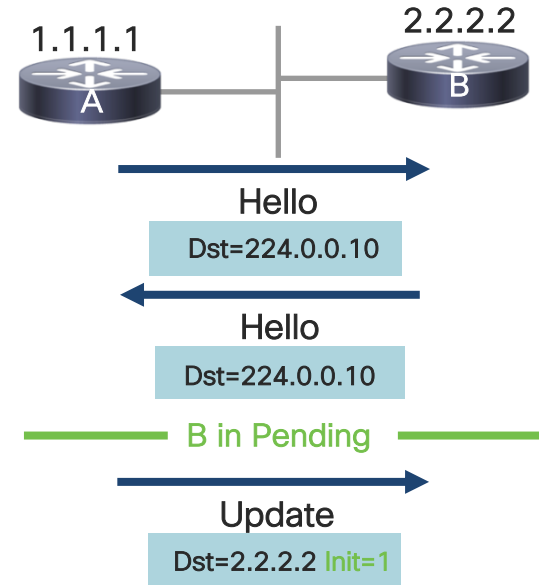 1.1.1.1
2.2.2.2
A
B
Hello
Dst=224.0.0.10
Hello
Dst=224.0.0.10
B in Pending
Update
Dst=2.2.2.2 Init=1